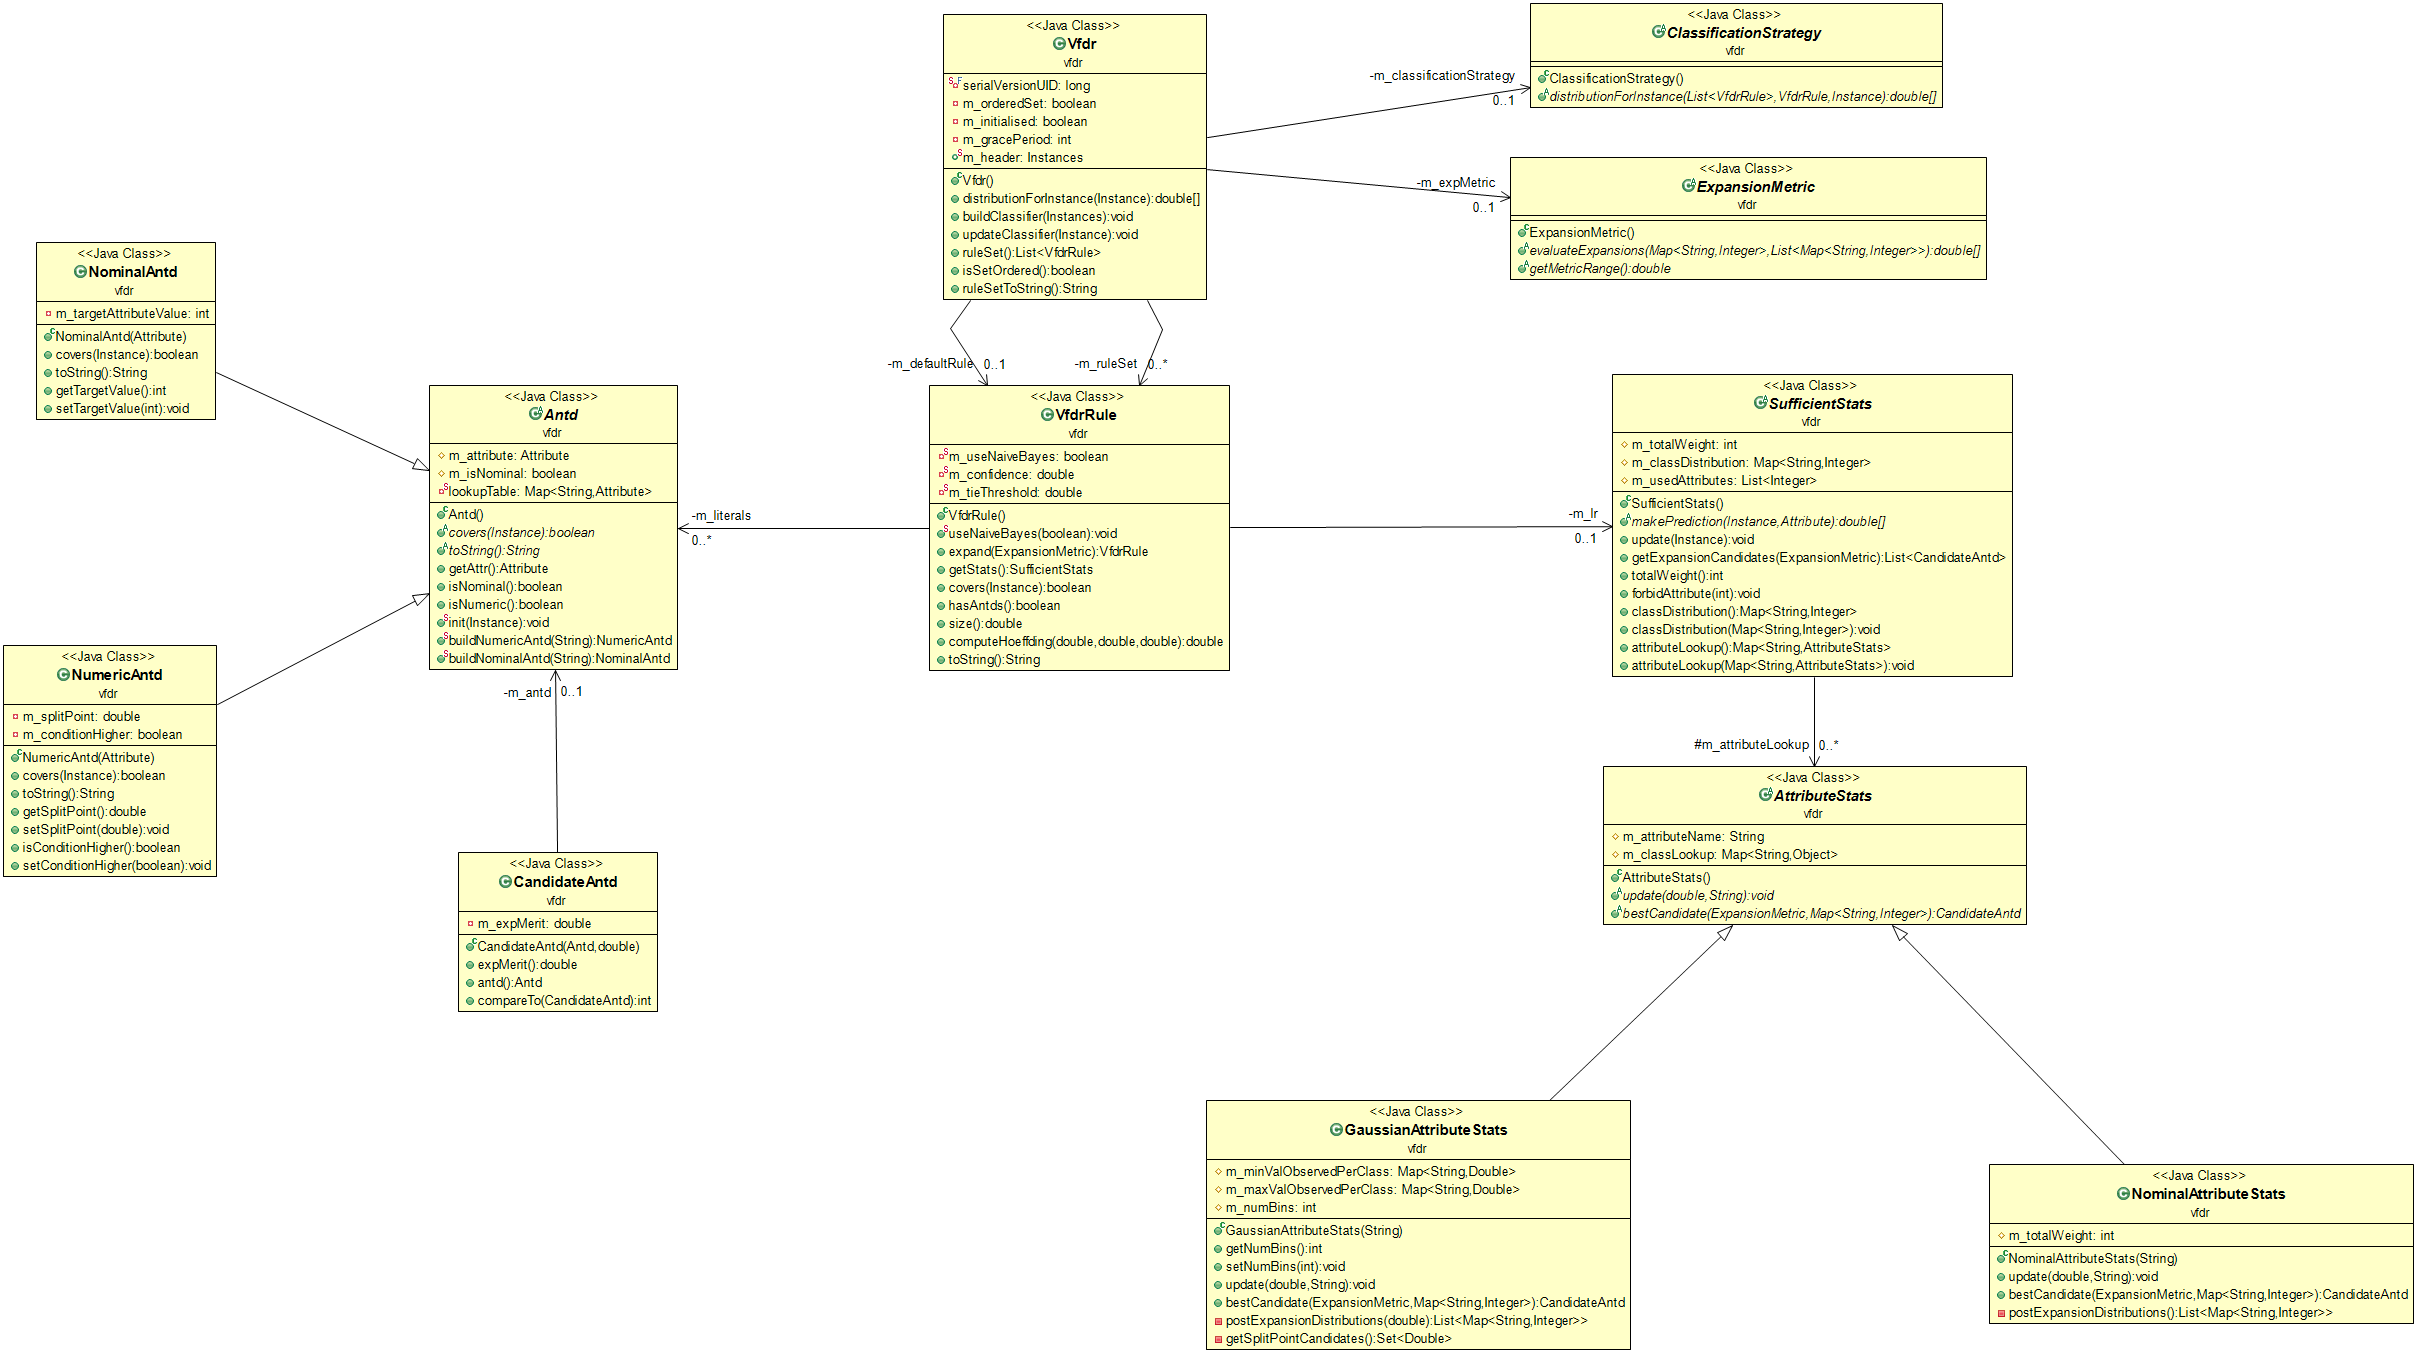 <<Java Class>>
Vfdr
vfdr
serialVersionUID: long
m_orderedSet: boolean
m_initialised: boolean
m_gracePeriod: int
m_header: Instances
Vfdr()
distributionForInstance(Instance):double[]
buildClassifier(Instances):void
updateClassifier(Instance):void
ruleSet():List<VfdrRule>
isSetOrdered():boolean
ruleSetToString():String
-m_classificationStrategy
0..1
<<Java Class>>
ClassificationStrategy
vfdr
ClassificationStrategy()
distributionForInstance(List<VfdrRule>,VfdrRule,Instance):double[]
-m_expMetric
0..1
<<Java Class>>
ExpansionMetric
vfdr
ExpansionMetric()
evaluateExpansions(Map<String,Integer>,List<Map<String,Integer>>):double[]
getMetricRange():double
<<Java Class>>
NominalAntd
vfdr
m_targetAttributeValue: int
NominalAntd(Attribute)
covers(Instance):boolean
toString():String
getTargetValue():int
setTargetValue(int):void
-m_defaultRule
0..1
-m_ruleSet
0..*
<<Java Class>>
Antd
vfdr
m_attribute: Attribute
m_isNominal: boolean
lookupTable: Map<String,Attribute>
Antd()
covers(Instance):boolean
toString():String
getAttr():Attribute
isNominal():boolean
isNumeric():boolean
init(Instance):void
buildNumericAntd(String):NumericAntd
buildNominalAntd(String):NominalAntd
-m_literals
0..*
<<Java Class>>
VfdrRule
vfdr
m_useNaiveBayes: boolean
m_confidence: double
m_tieThreshold: double
VfdrRule()
useNaiveBayes(boolean):void
expand(ExpansionMetric):VfdrRule
getStats():SufficientStats
covers(Instance):boolean
hasAntds():boolean
size():double
computeHoeffding(double,double,double):double
toString():String
-m_lr
0..1
<<Java Class>>
SufficientStats
vfdr
m_totalWeight: int
m_classDistribution: Map<String,Integer>
m_usedAttributes: List<Integer>
SufficientStats()
makePrediction(Instance,Attribute):double[]
update(Instance):void
getExpansionCandidates(ExpansionMetric):List<CandidateAntd>
totalWeight():int
forbidAttribute(int):void
classDistribution():Map<String,Integer>
classDistribution(Map<String,Integer>):void
attributeLookup():Map<String,AttributeStats>
attributeLookup(Map<String,AttributeStats>):void
<<Java Class>>
NumericAntd
vfdr
m_splitPoint: double
m_conditionHigher: boolean
NumericAntd(Attribute)
covers(Instance):boolean
toString():String
getSplitPoint():double
setSplitPoint(double):void
isConditionHigher():boolean
setConditionHigher(boolean):void
-m_antd
0..1
<<Java Class>>
CandidateAntd
vfdr
m_expMerit: double
CandidateAntd(Antd,double)
expMerit():double
antd():Antd
compareTo(CandidateAntd):int
#m_attributeLookup
0..*
<<Java Class>>
AttributeStats
vfdr
m_attributeName: String
m_classLookup: Map<String,Object>
AttributeStats()
update(double,String):void
bestCandidate(ExpansionMetric,Map<String,Integer>):CandidateAntd
<<Java Class>>
GaussianAttributeStats
vfdr
m_minValObservedPerClass: Map<String,Double>
m_maxValObservedPerClass: Map<String,Double>
m_numBins: int
GaussianAttributeStats(String)
getNumBins():int
setNumBins(int):void
update(double,String):void
bestCandidate(ExpansionMetric,Map<String,Integer>):CandidateAntd
postExpansionDistributions(double):List<Map<String,Integer>>
getSplitPointCandidates():Set<Double>
<<Java Class>>
NominalAttributeStats
vfdr
m_totalWeight: int
NominalAttributeStats(String)
update(double,String):void
bestCandidate(ExpansionMetric,Map<String,Integer>):CandidateAntd
postExpansionDistributions():List<Map<String,Integer>>